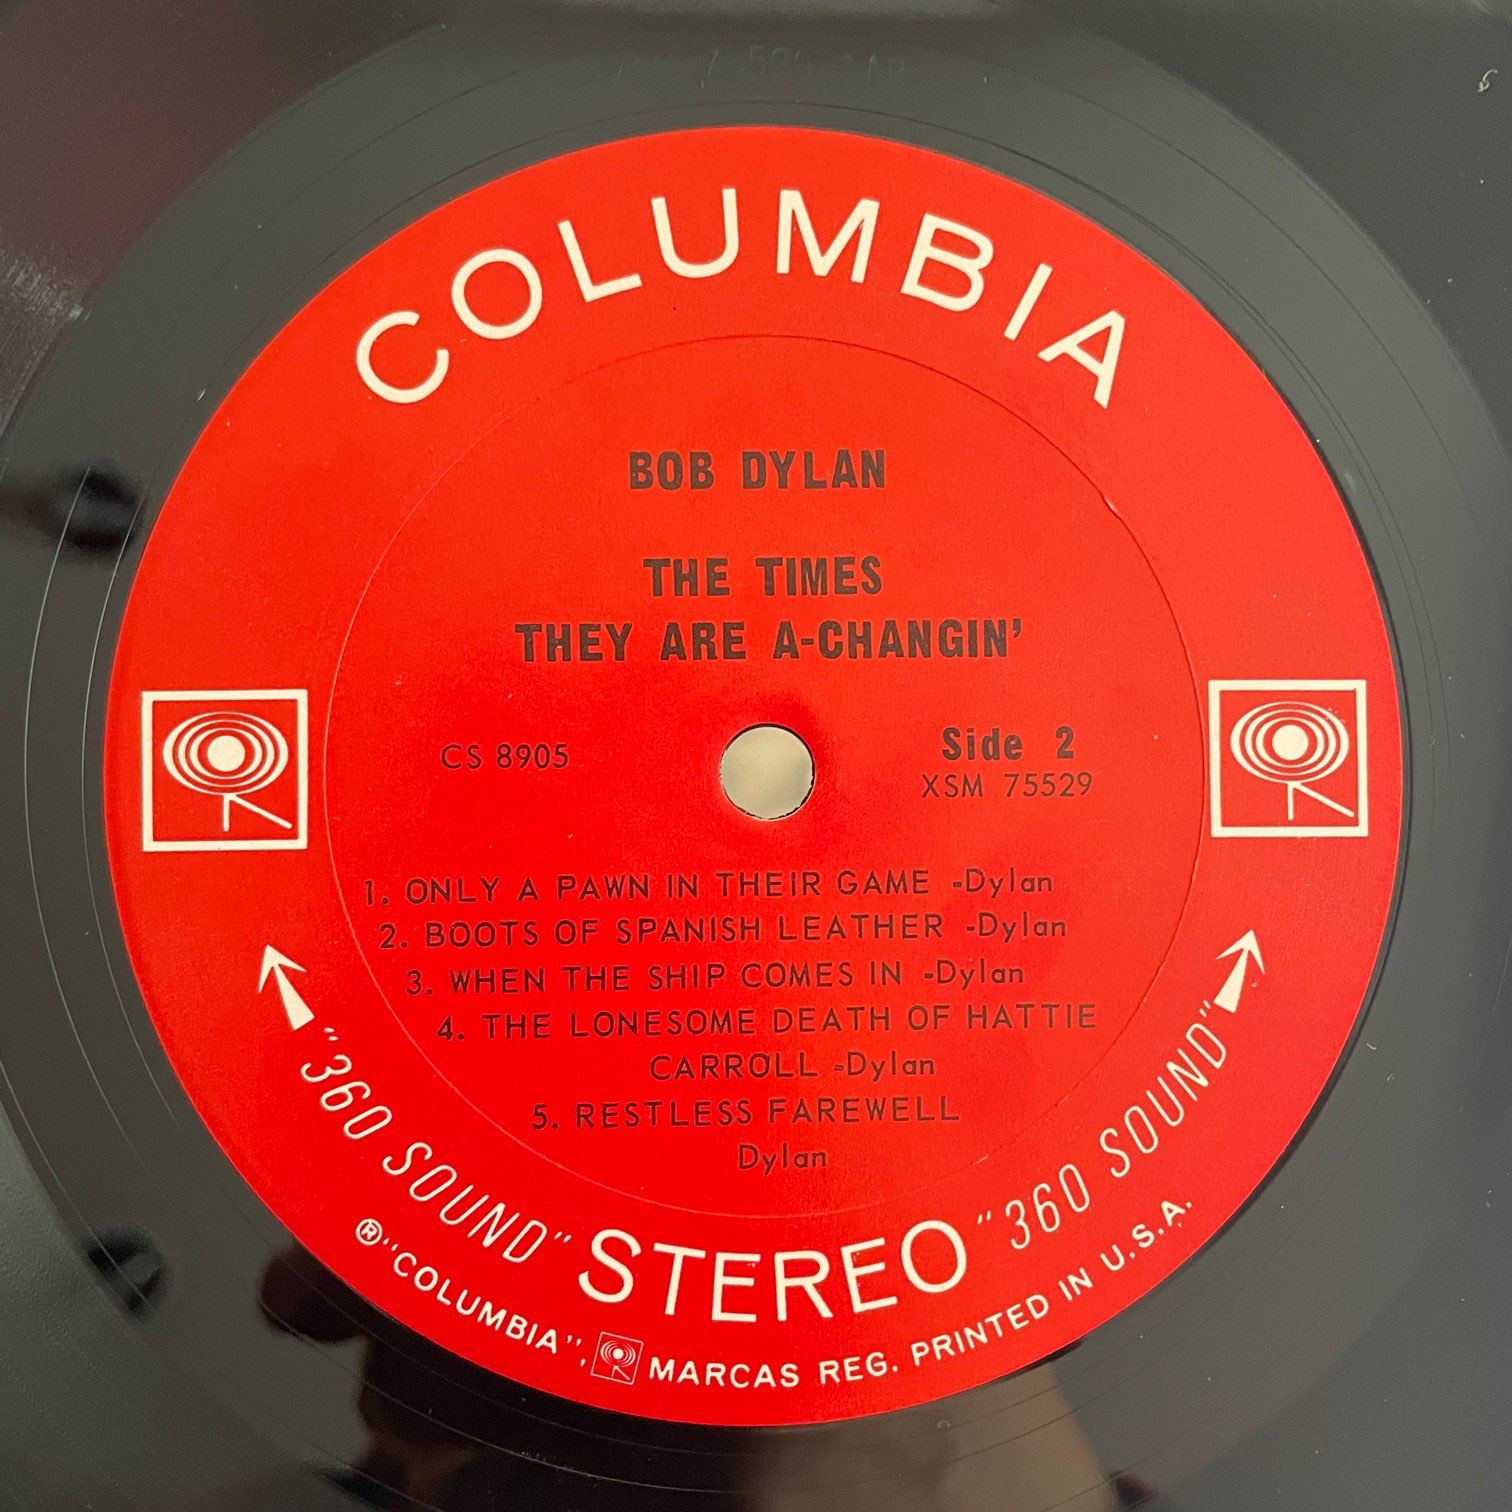 COLUMBIA
BOB DYLAN
THE TIMES
THEY ARE A-CHANGIN'
CS 8905
Side 2
XSM 75529
1. ONLY A PAWN IN THEIR GAME -Dylan
2. BOOTS OF SPANISH LEATHER -Dylan
3. WHEN THE SHIP COMES IN -Dylan
4. THE LONESOME DEATH OF HATTIE
CARROLL -Dylan
5. RESTLESS FAREWELL
Dylan
"360 SOUND" STEREO "360 SOUND"
®"COLUMBIA", MARCAS REG. PRINTED IN U.S.A.